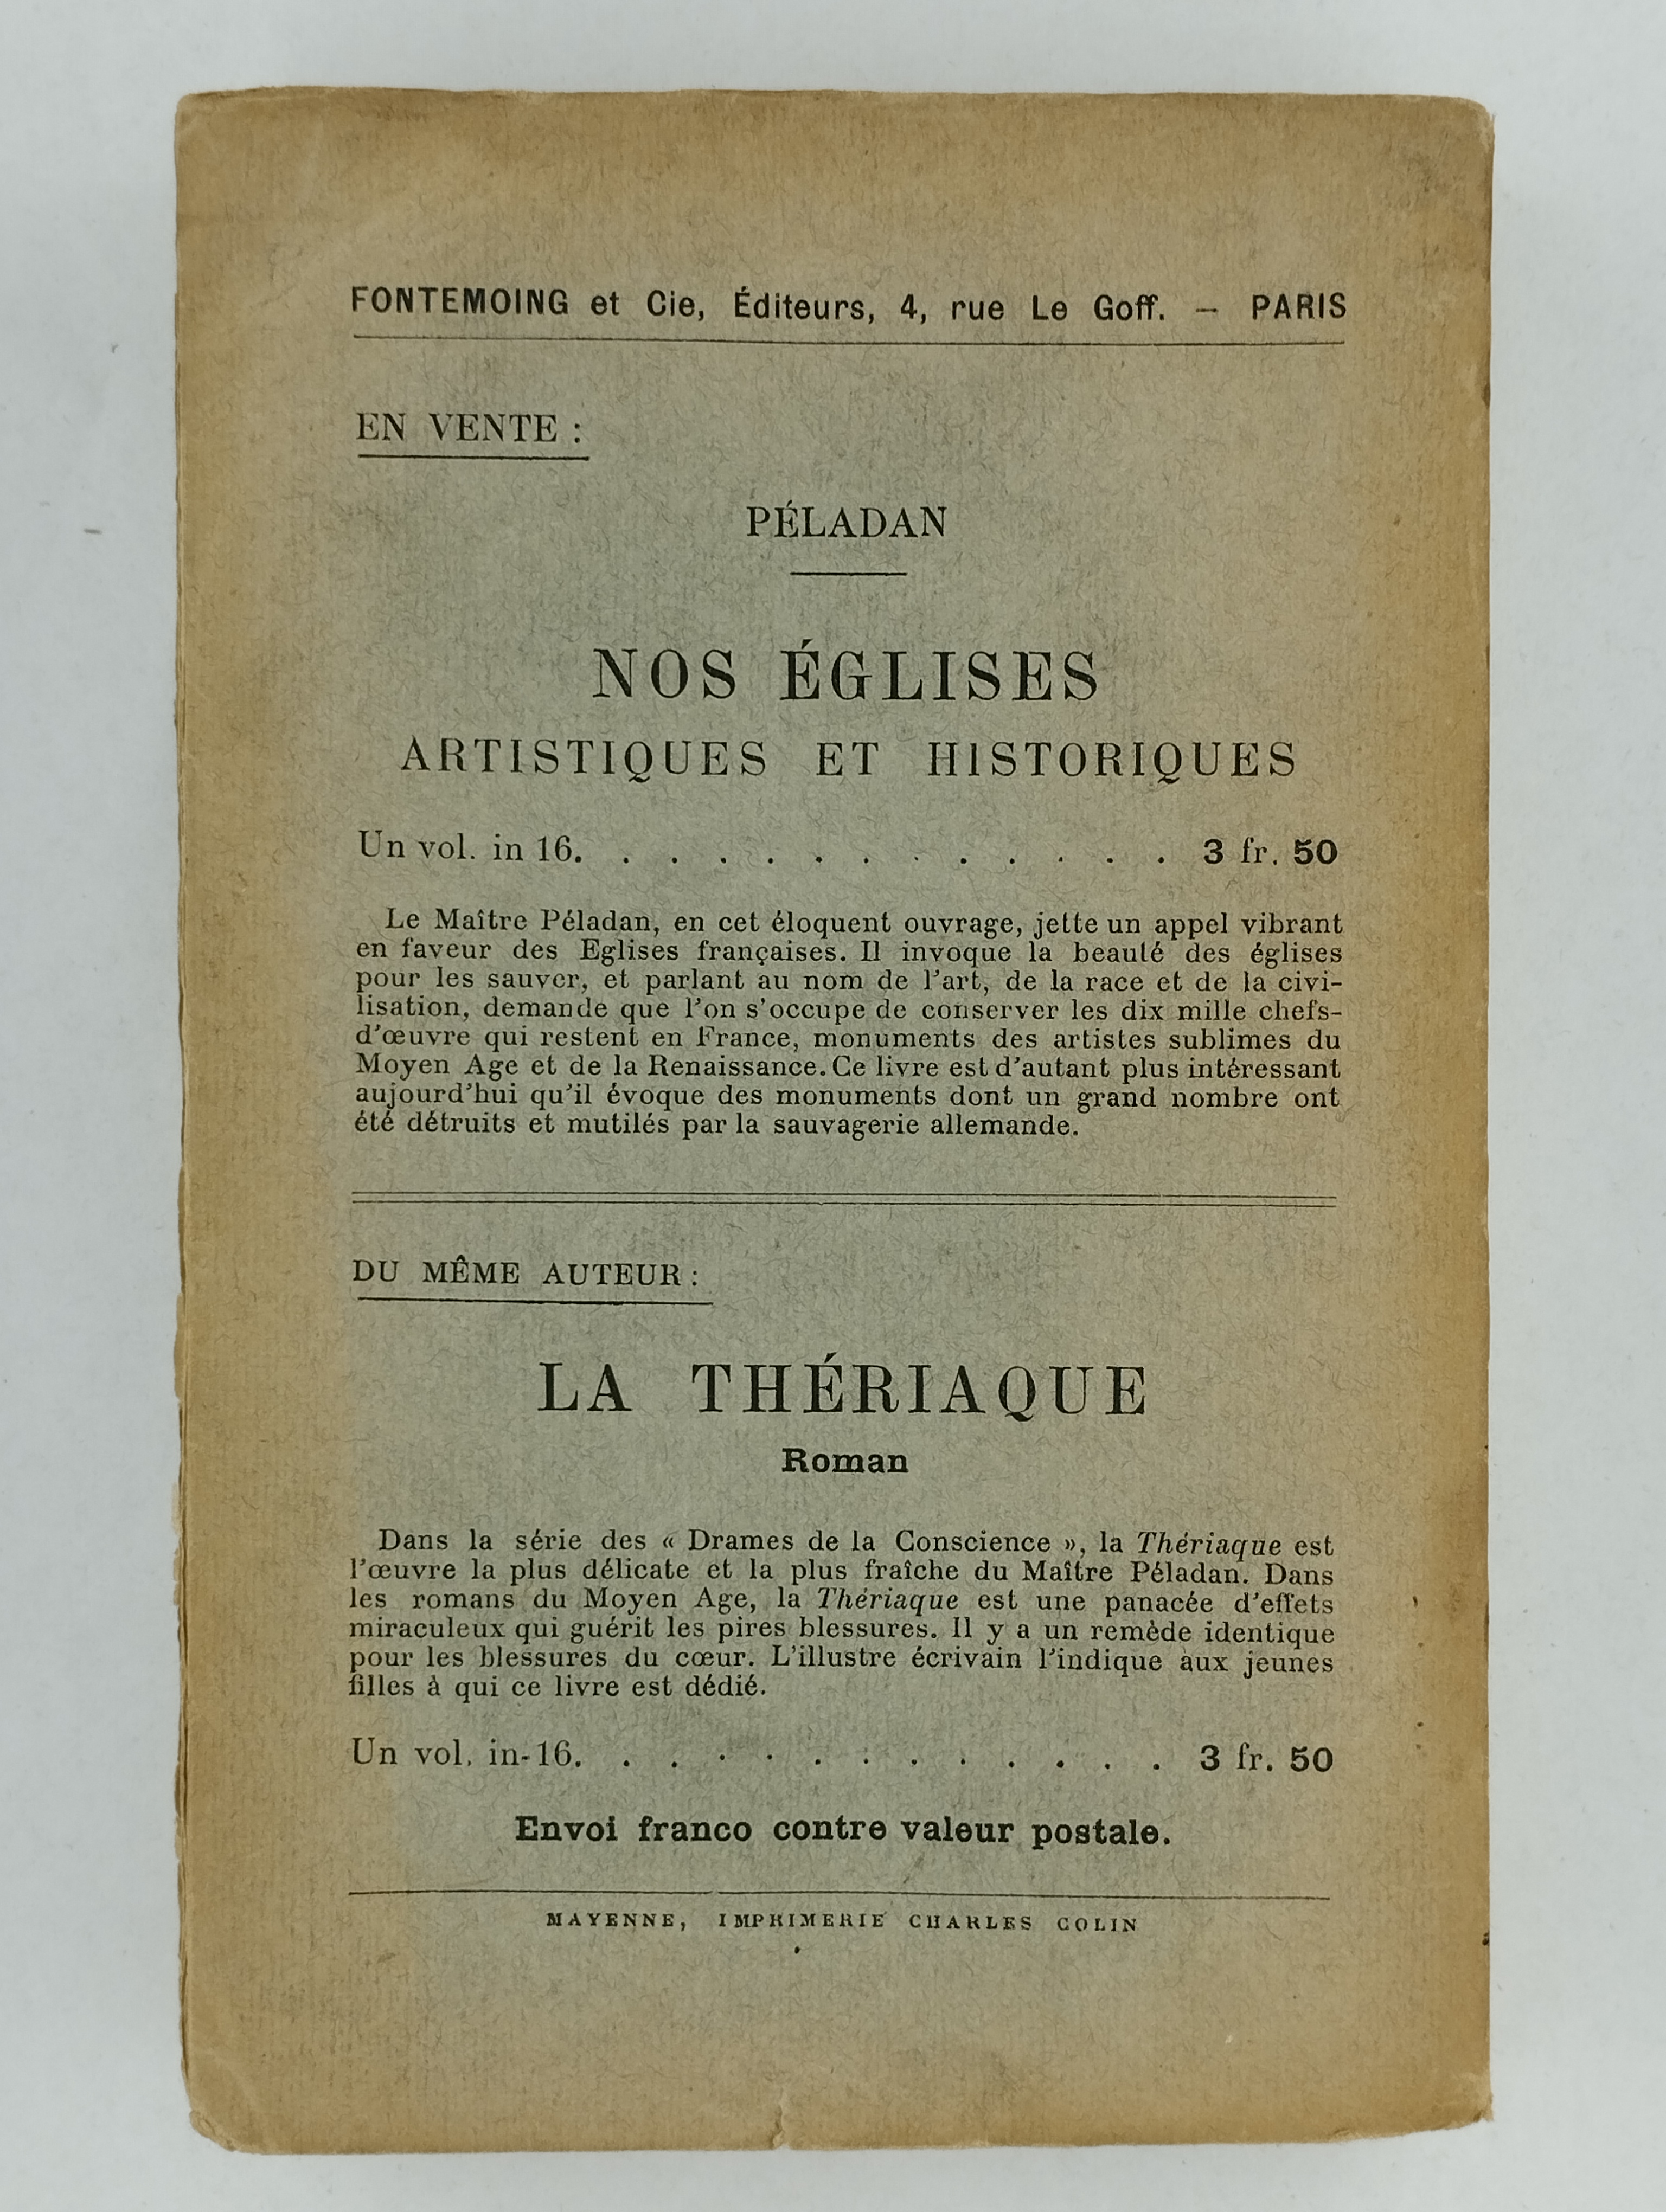 FONTEMOING et Cie, Éditeurs, 4, rue Le Goff. — PARIS
EN VENTE :
PÉLADAN
NOS ÉGLISES
ARTISTIQUES ET HISTORIQUES
Un vol. in 16. . . . . . . . . . . . . . 3 fr. 50
Le Maître Péladan, en cet éloquent ouvrage, jette un appel vibrant
en faveur des Eglises françaises. Il invoque la beauté des églises
pour les sauver, et parlant au nom de l'art, de la race et de la civi-
lisation, demande que l'on s'occupe de conserver les dix mille chefs-
d'œuvre qui restent en France, monuments des artistes sublimes du
Moyen Age et de la Renaissance. Ce livre est d'autant plus intéressant
aujourd'hui qu'il évoque des monuments dont un grand nombre ont
été détruits et mutilés par la sauvagerie allemande.
DU MÊME AUTEUR :
LA THÉRIAQUE
Roman
Dans la série des « Drames de la Conscience », la Thériaque est
l'œuvre la plus délicate et la plus fraîche du Maître Péladan. Dans
les romans du Moyen Age, la Thériaque est une panacée d'effets
miraculeux qui guérit les pires blessures. Il y a un remède identique
pour les blessures du cœur. L'illustre écrivain l'indique aux jeunes
filles à qui ce livre est dédié.
Un vol. in-16. . . . . . . . . . . . . . 3 fr. 50
Envoi franco contre valeur postale.
MAYENNE, IMPRIMERIE CHARLES COLIN